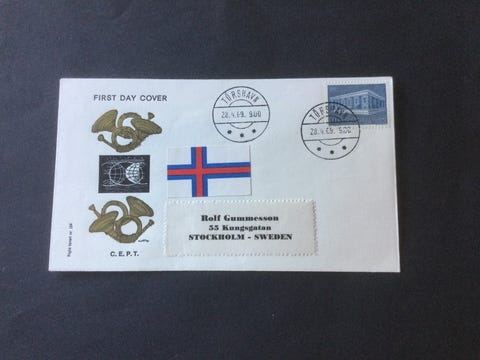 FIRST DAY COVER
TÓRSHAVN
28.4.69. 9.00
TÓRSHAVN
28.4.69. 9.00
Rolf Gummesson
55 Kungsgatan
STOCKHOLM - SWEDEN
C.E.P.T.